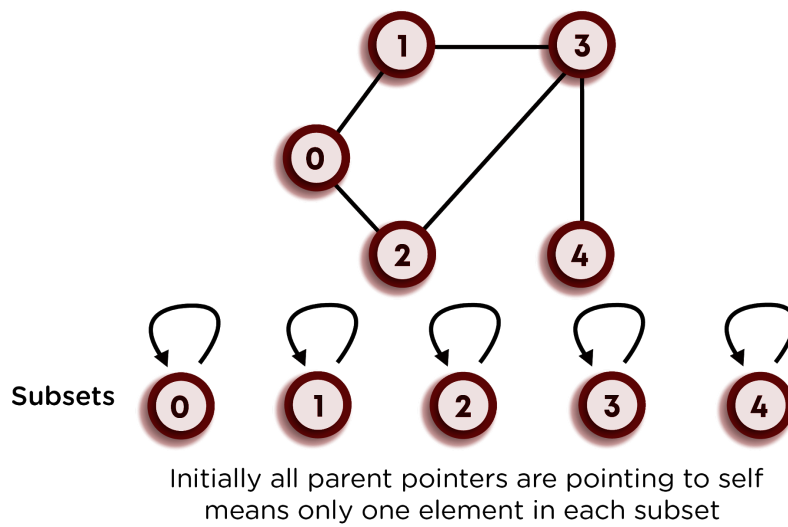 1 3
0
2 4
Subsets 0 1 2 3 4
Initially all parent pointers are pointing to self
means only one element in each subset